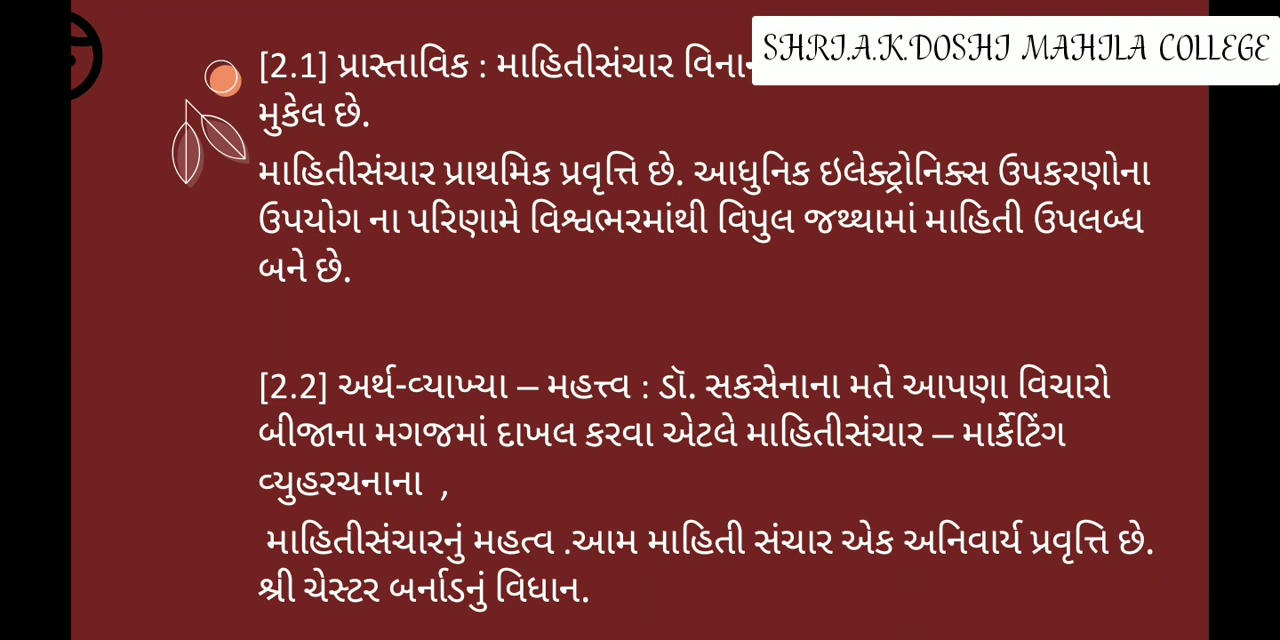 SHRI.A.K.DOSHI MAHILA COLLEGE
[2.1] પ્રાસ્તાવિક : માહિતીસંચાર
મુકેલ છે.
માહિતીસંચાર પ્રાથમિક પ્રવૃત્તિ છે. આધુનિક ઇલેક્ટ્રોનિક્સ ઉપકરણોના
ઉપયોગ ના પરિણામે વિશ્વભરમાંથી વિપુલ જથ્થામાં માહિતી ઉપલબ્ધ
બને છે.
[2.2] અર્થ-વ્યાખ્યા – મહત્ત્વ : ડૉ. સકસેનાના મતે આપણા વિચારો
બીજાના મગજમાં દાખલ કરવા એટલે માહિતીસંચાર – માર્કેટિંગ
વ્યુહરચનાના ,
માહિતીસંચારનું મહત્વ .આમ માહિતી સંચાર એક અનિવાર્ય પ્રવૃત્તિ છે.
શ્રી ચેસ્ટર બર્નાડનું વિધાન.